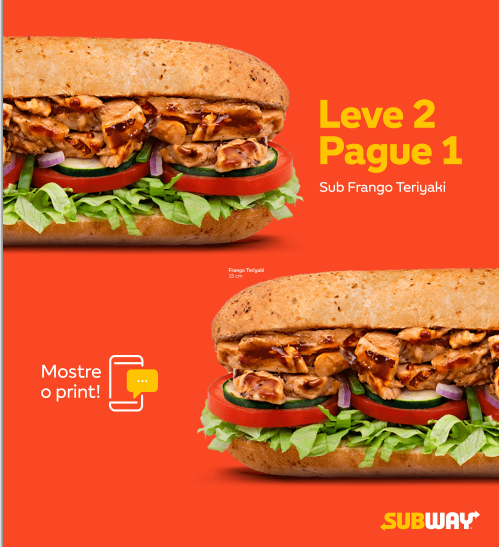 Leve 2
Pague 1
Sub Frango Teriyaki
Frango Teriyaki
15 cm
Mostre
o print!
SUBWAY